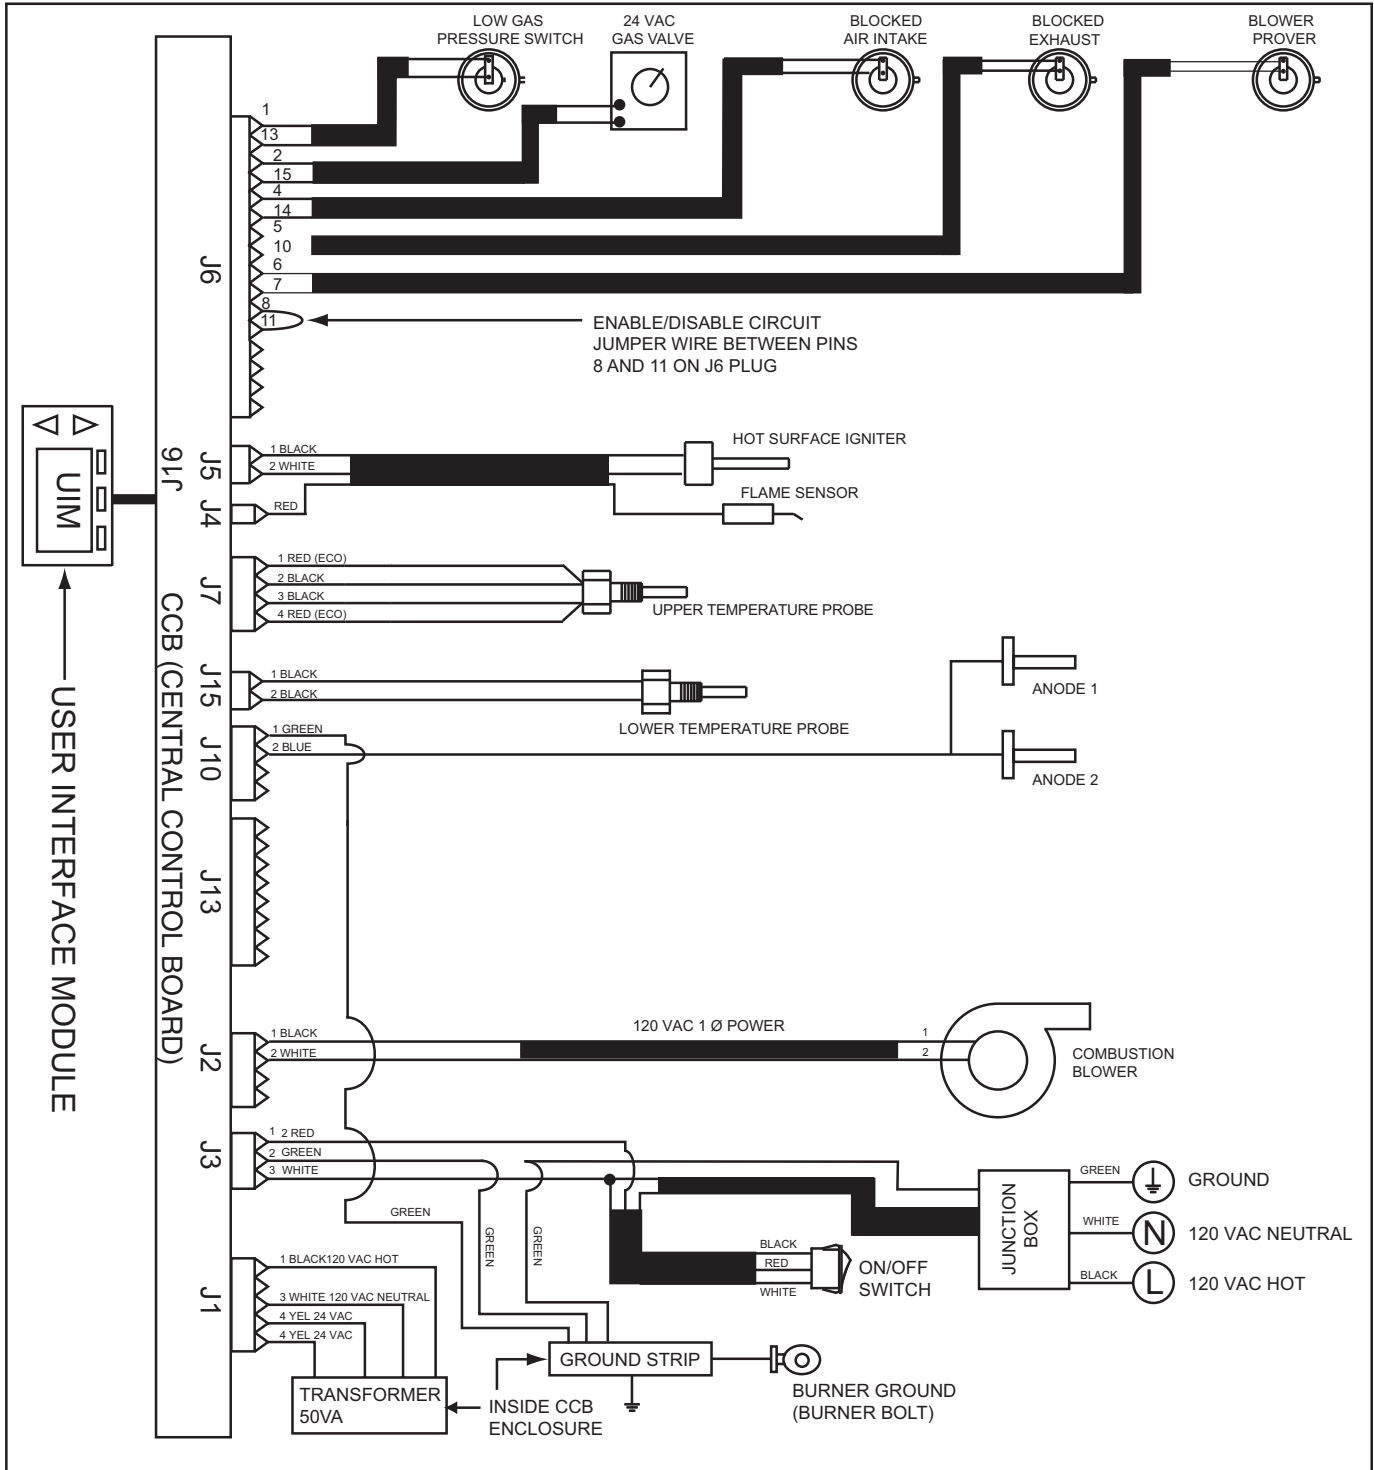 LOW GAS
PRESSURE SWITCH
24 VAC
GAS VALVE
BLOCKED
AIR INTAKE
BLOCKED
EXHAUST
BLOWER
PROVER
1
13
2
15
4
14
5
10
6
7
8
11
J6
ENABLE/DISABLE CIRCUIT
JUMPER WIRE BETWEEN PINS
8 AND 11 ON J6 PLUG
UIM
USER INTERFACE MODULE
J16
CCB (CENTRAL CONTROL BOARD)
J5
1 BLACK
2 WHITE
HOT SURFACE IGNITER
J4
RED
FLAME SENSOR
J7
1 RED (ECO)
2 BLACK
3 BLACK
4 RED (ECO)
UPPER TEMPERATURE PROBE
J15
1 BLACK
2 BLACK
LOWER TEMPERATURE PROBE
ANODE 1
J10
1 GREEN
2 BLUE
ANODE 2
J13
J2
1 BLACK
2 WHITE
120 VAC 1 Ø POWER
1
2
COMBUSTION
BLOWER
J3
1 2 RED
2 GREEN
3 WHITE
GREEN
GREEN
GREEN
BLACK
RED
WHITE
ON/OFF
SWITCH
JUNCTION
BOX
GREEN
GROUND
WHITE
N
120 VAC NEUTRAL
BLACK
L
120 VAC HOT
J1
1 BLACK120 VAC HOT
3 WHITE 120 VAC NEUTRAL
4 YEL 24 VAC
4 YEL 24 VAC
TRANSFORMER
50VA
INSIDE CCB
ENCLOSURE
GROUND STRIP
BURNER GROUND
(BURNER BOLT)